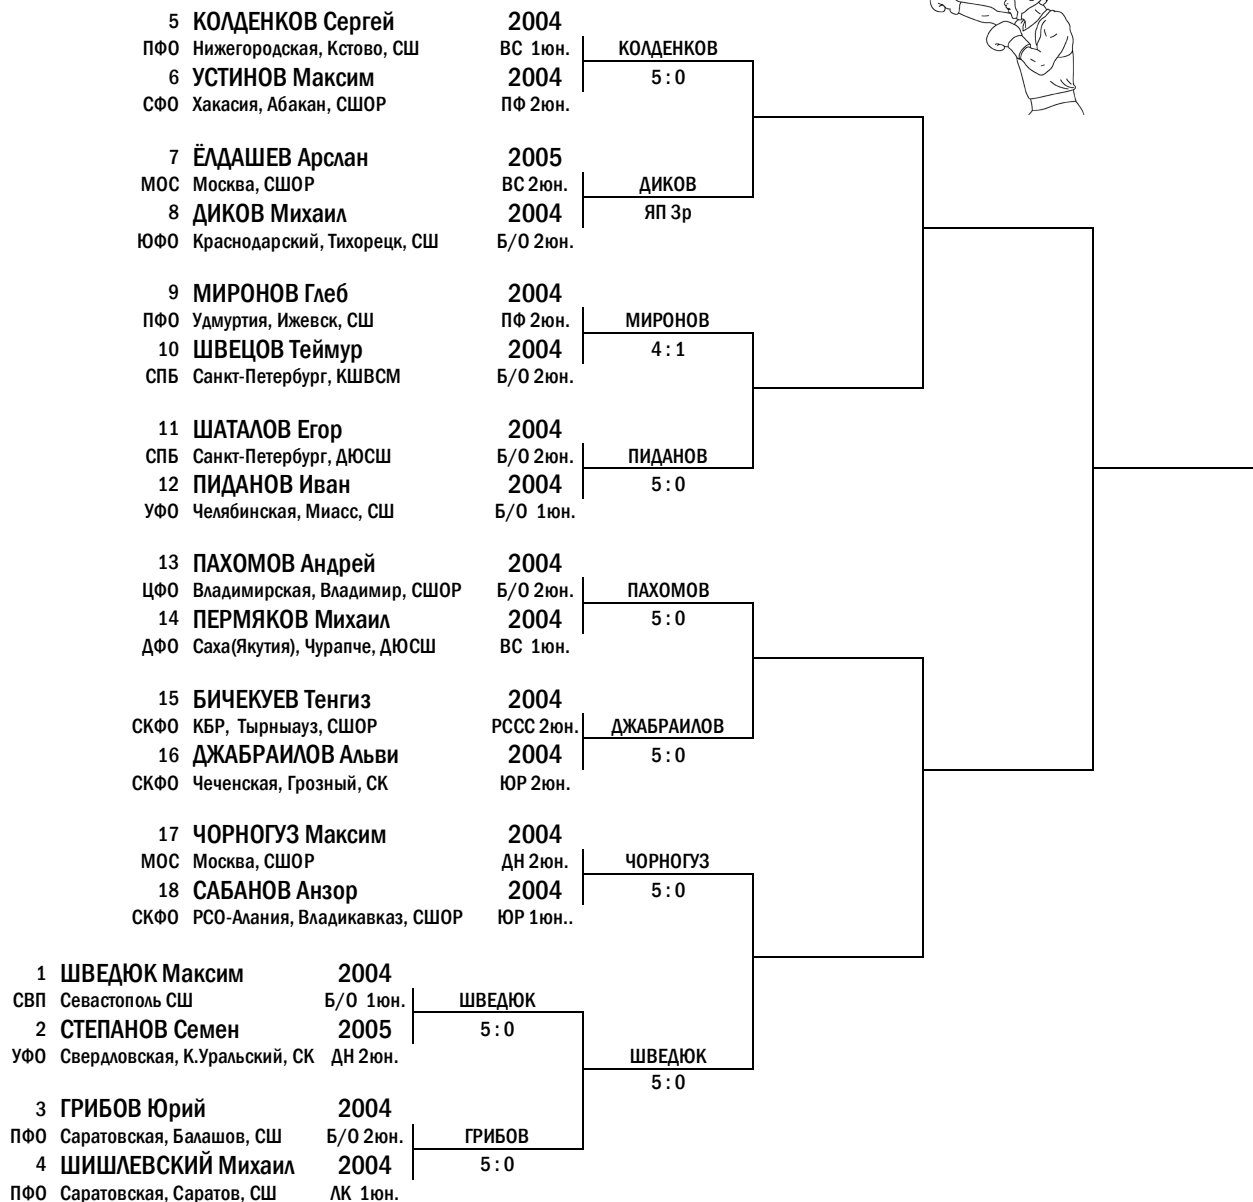 5 КОЛДЕНКОВ Сергей 2004
ПФО Нижегородская, Кстово, СШ ВС 1юн. КОЛДЕНКОВ
6 УСТИНОВ Максим 2004 5 : 0
СФО Хакасия, Абакан, СШОР ПФ 2юн.
7 ЁЛДАШЕВ Арслан 2005
МОС Москва, СШОР ВС 2юн. ДИКОВ
8 ДИКОВ Михаил 2004 ЯП 3р
ЮФО Краснодарский, Тихорецк, СШ Б/О 2юн.
9 МИРОНОВ Глеб 2004
ПФО Удмуртия, Ижевск, СШ ПФ 2юн. МИРОНОВ
10 ШВЕЦОВ Теймур 2004 4 : 1
СПБ Санкт-Петербург, КШВСМ Б/О 2юн.
11 ШАТАЛОВ Егор 2004
СПБ Санкт-Петербург, ДЮСШ Б/О 2юн. ПИДАНОВ
12 ПИДАНОВ Иван 2004 5 : 0
УФО Челябинская, Миасс, СШ Б/О 1юн.
13 ПАХОМОВ Андрей 2004
ЦФО Владимирская, Владимир, СШОР Б/О 2юн. ПАХОМОВ
14 ПЕРМЯКОВ Михаил 2004 5 : 0
ДФО Саха(Якутия), Чурапче, ДЮСШ ВС 1юн.
15 БИЧЕКУЕВ Тенгиз 2004
СКФО КБР, Тырныауз, СШОР РССС 2юн. ДЖАБРАИЛОВ
16 ДЖАБРАИЛОВ Альви 2004 5 : 0
СКФО Чеченская, Грозный, СК ЮР 2юн.
17 ЧОРНОГУЗ Максим 2004
МОС Москва, СШОР ДН 2юн. ЧОРНОГУЗ
18 САБАНОВ Анзор 2004 5 : 0
СКФО РСО-Алания, Владикавказ, СШОР ЮР 1юн..
1 ШВЕДЮК Максим 2004
СВП Севастополь СШ Б/О 1юн. ШВЕДЮК
2 СТЕПАНОВ Семен 2005 5 : 0
УФО Свердловская, К.Уральский, СК ДН 2юн. ШВЕДЮК
5 : 0
3 ГРИБОВ Юрий 2004
ПФО Саратовская, Балашов, СШ Б/О 2юн. ГРИБОВ
4 ШИШЛЕВСКИЙ Михаил 2004 5 : 0
ПФО Саратовская, Саратов, СШ ЛК 1юн.